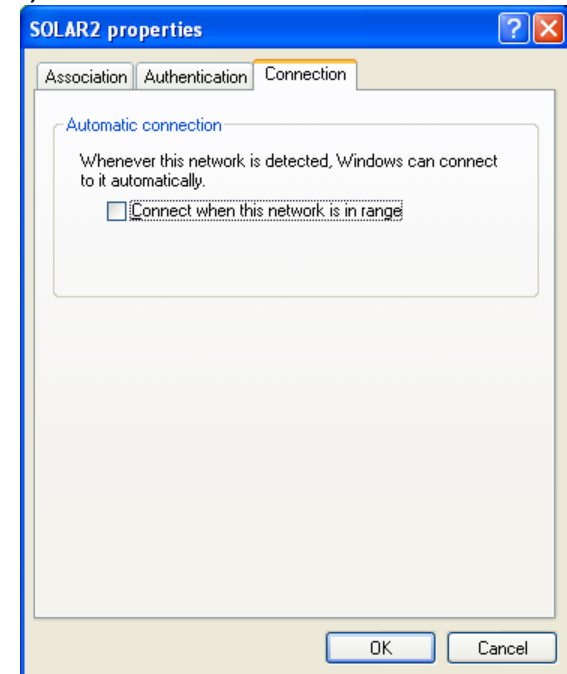 SOLAR2 properties
Association Authentication Connection
Automatic connection
Whenever this network is detected, Windows can connect
to it automatically.
Connect when this network is in range
OK Cancel